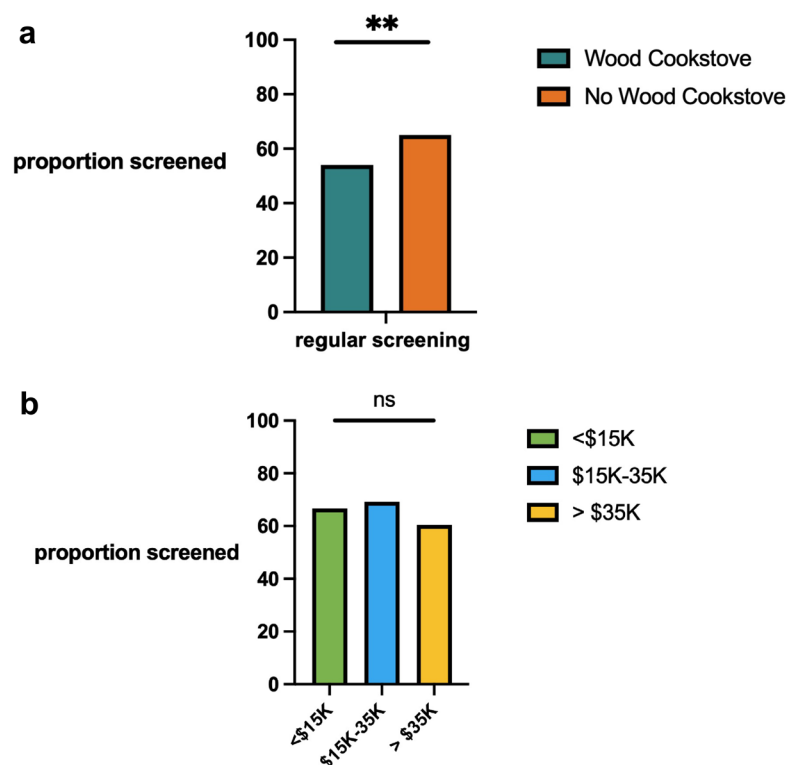 a
**
100
80
60
40
20
0
proportion screened
regular screening
Wood Cookstove
No Wood Cookstove
b
ns
100
80
60
40
20
0
proportion screened
<$15K
$15K-35K
> $35K
<$15K
$15K-35K
> $35K